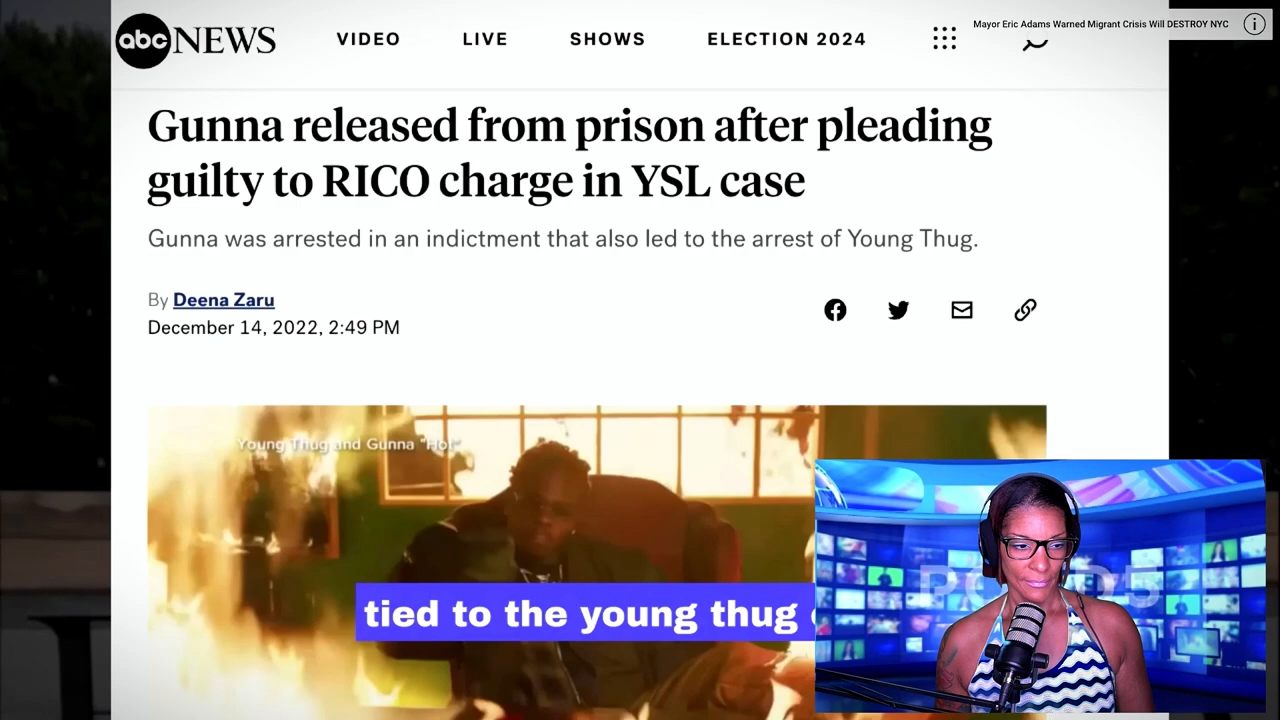 Mayor Eric Adams Warned Migrant Crisis Will DESTROY NYC
abc NEWS
VIDEO
LIVE
SHOWS
ELECTION 2024
Gunna released from prison after pleading
guilty to RICO charge in YSL case
Gunna was arrested in an indictment that also led to the arrest of Young Thug.
By Deena Zaru
December 14, 2022, 2:49 PM
Young Thug and Gunna "Hot"
tied to the young thug